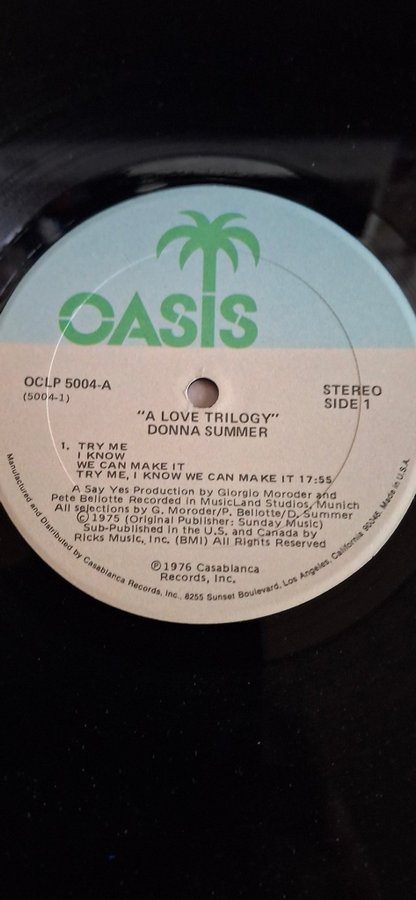 OASIS
OCLP 5004-A
(5004-1)
STEREO
SIDE 1
"A LOVE TRILOGY"
DONNA SUMMER
1. TRY ME
I KNOW
WE CAN MAKE IT
TRY ME, I KNOW WE CAN MAKE IT 17:55
A Say Yes Production by Giorgio Moroder and
Pete Bellotte Recorded in MusicLand Studios, Munich
All selections by G. Moroder/P. Bellotte/D. Summer
©1975 (Original Publisher: Sunday Music)
Sub-Published in the U.S. and Canada by
Ricks Music, Inc. (BMI) All Rights Reserved
℗1976 Casablanca
Records, Inc.
Manufactured and Distributed by Casablanca Records, Inc., 8255 Sunset Boulevard, Los Angeles, California 90046. Made in U.S.A.